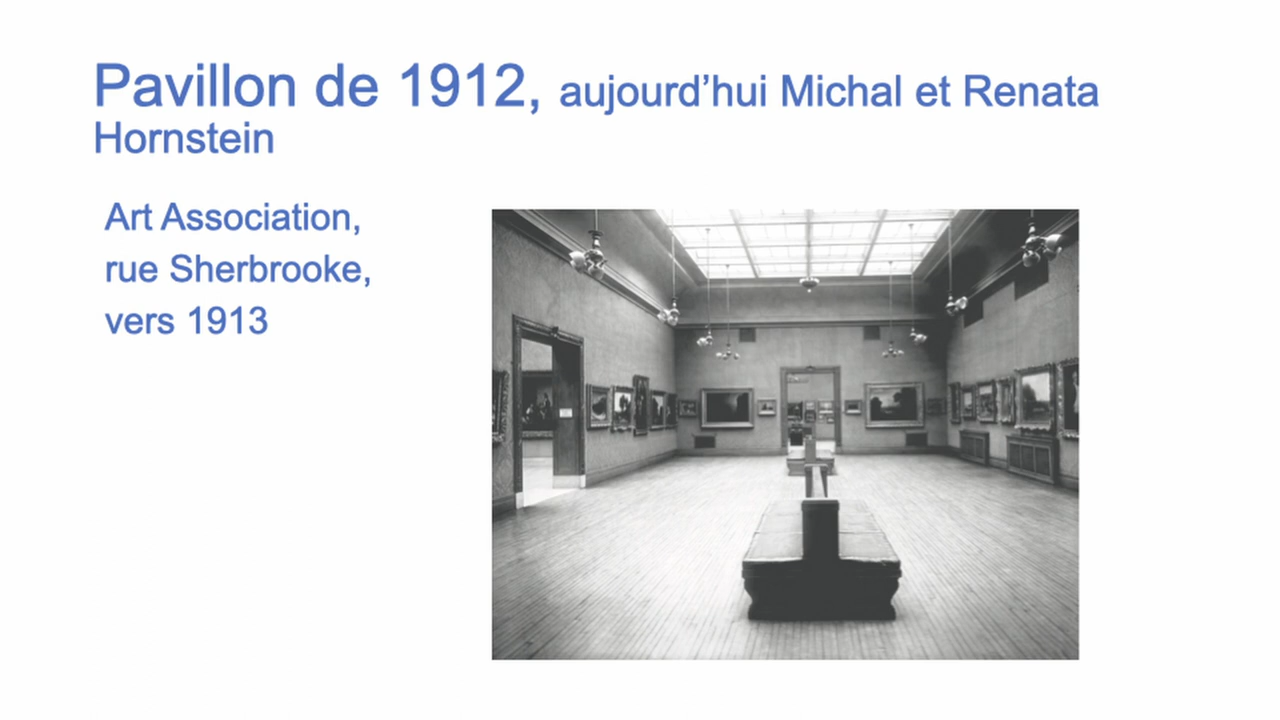 Pavillon de 1912, aujourd’hui Michal et Renata
Hornstein
Art Association,
rue Sherbrooke,
vers 1913